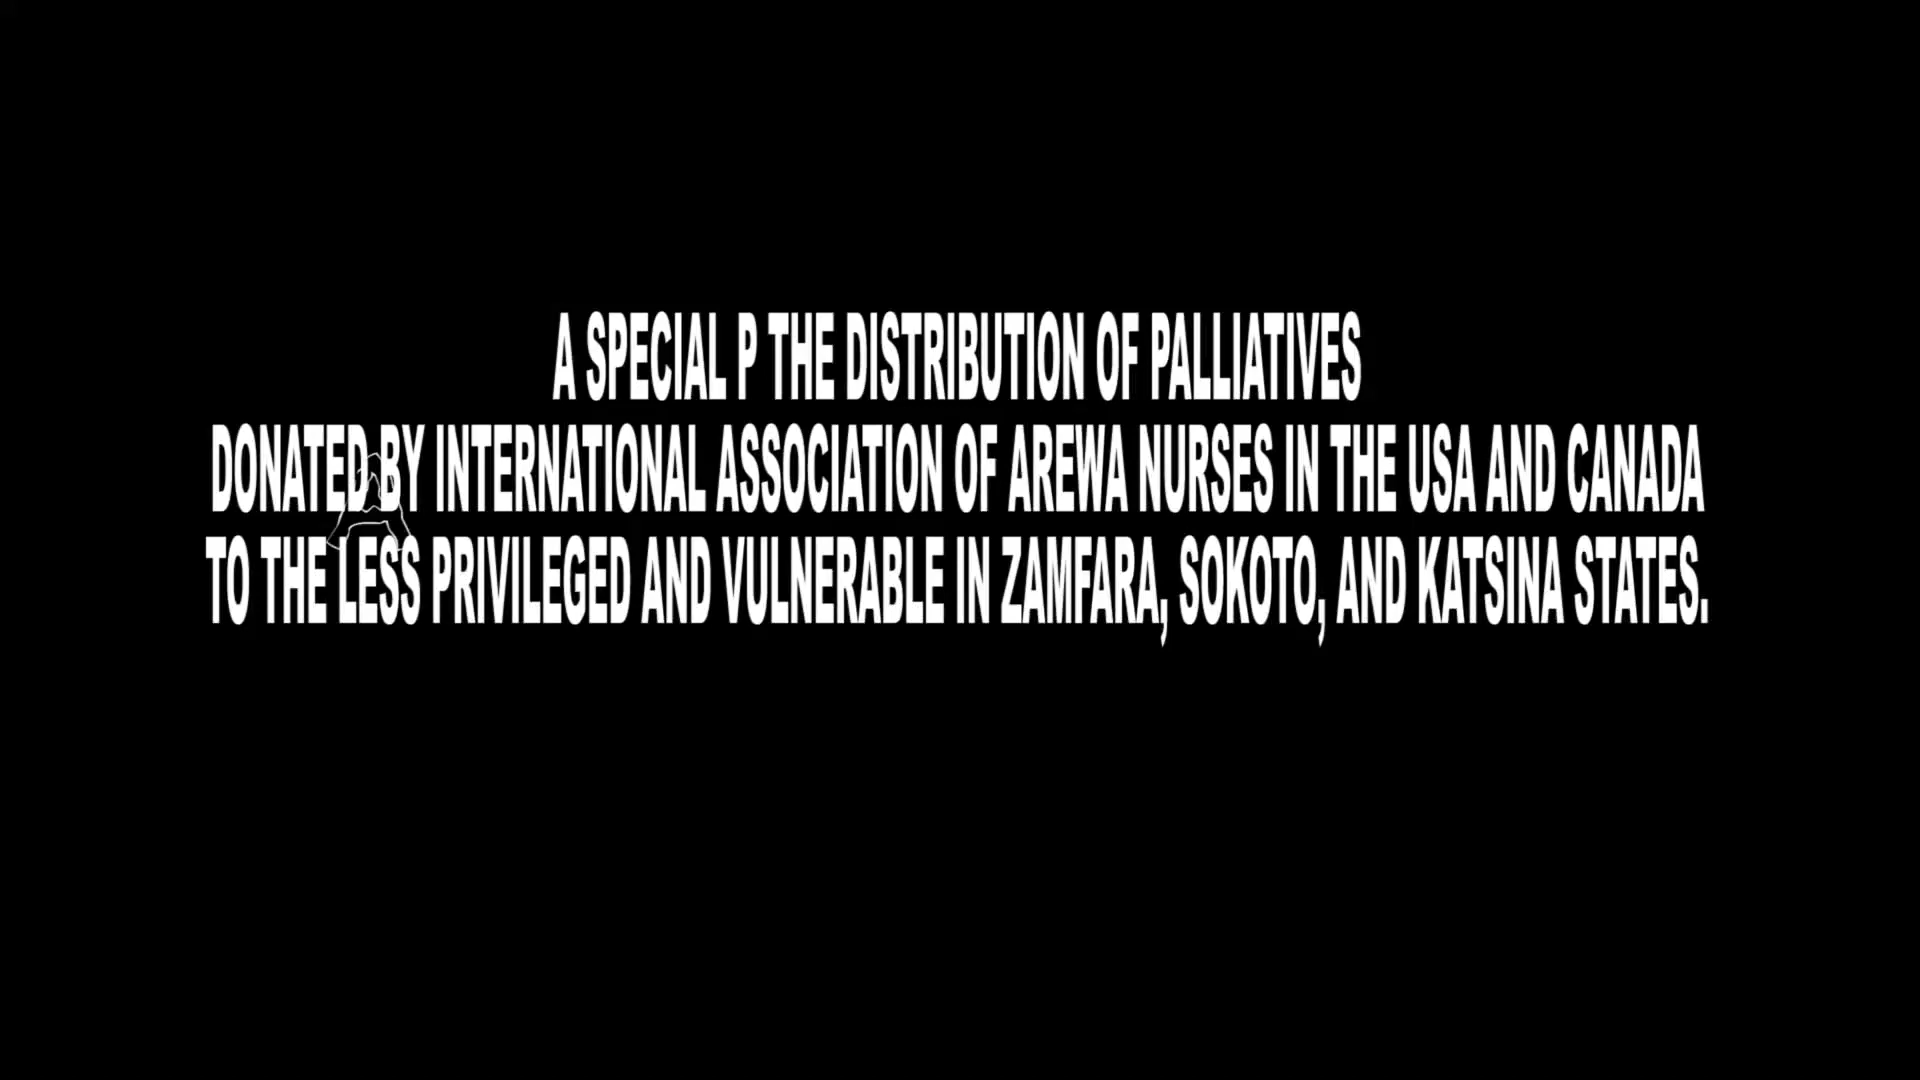 A SPECIAL P THE DISTRIBUTION OF PALLIATIVES
DONATED BY INTERNATIONAL ASSOCIATION OF AREWA NURSES IN THE USA AND CANADA
TO THE LESS PRIVILEGED AND VULNERABLE IN ZAMFARA, SOKOTO, AND KATSINA STATES.